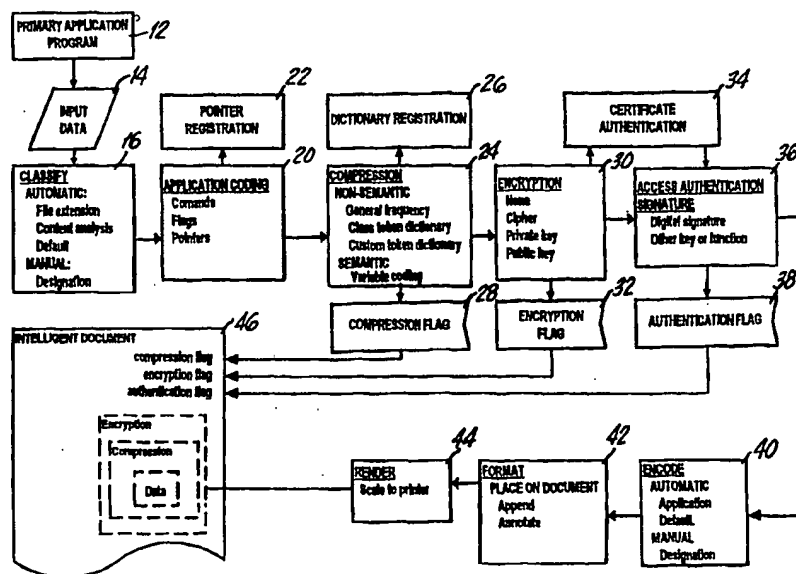 PRIMARY APPLICATION
PROGRAM
12
14
INPUT
DATA
22
POINTER
REGISTRATION
26
DICTIONARY REGISTRATION
34
CERTIFICATE
AUTHENTICATION
16
CLASSIFY
AUTOMATIC:
File extension
Content analysis
Default
MANUAL:
Designation
20
APPLICATION CODING
Comands
Flags
Pointers
24
COMPRESSION
NON-SEMANTIC
General frequency
Class token dictionary
Custom token dictionary
SEMANTIC
Variable coding
30
ENCRYPTION
None
Cipher
Private key
Public key
36
ACCESS AUTHENTICATION
SIGNATURE
Digital signature
Other key or function
28
COMPRESSION FLAG
32
ENCRYPTION
FLAG
38
AUTHENTICATION FLAG
46
INTELLIGENT DOCUMENT
compression flag
encryption flag
authentication flag
Encryption
Compression
Data
44
RENDER
Scale to printer
42
FORMAT
PLACE ON DOCUMENT
Append
Annotate
40
ENCODE
AUTOMATIC
Application
Default.
MANUAL
Designation